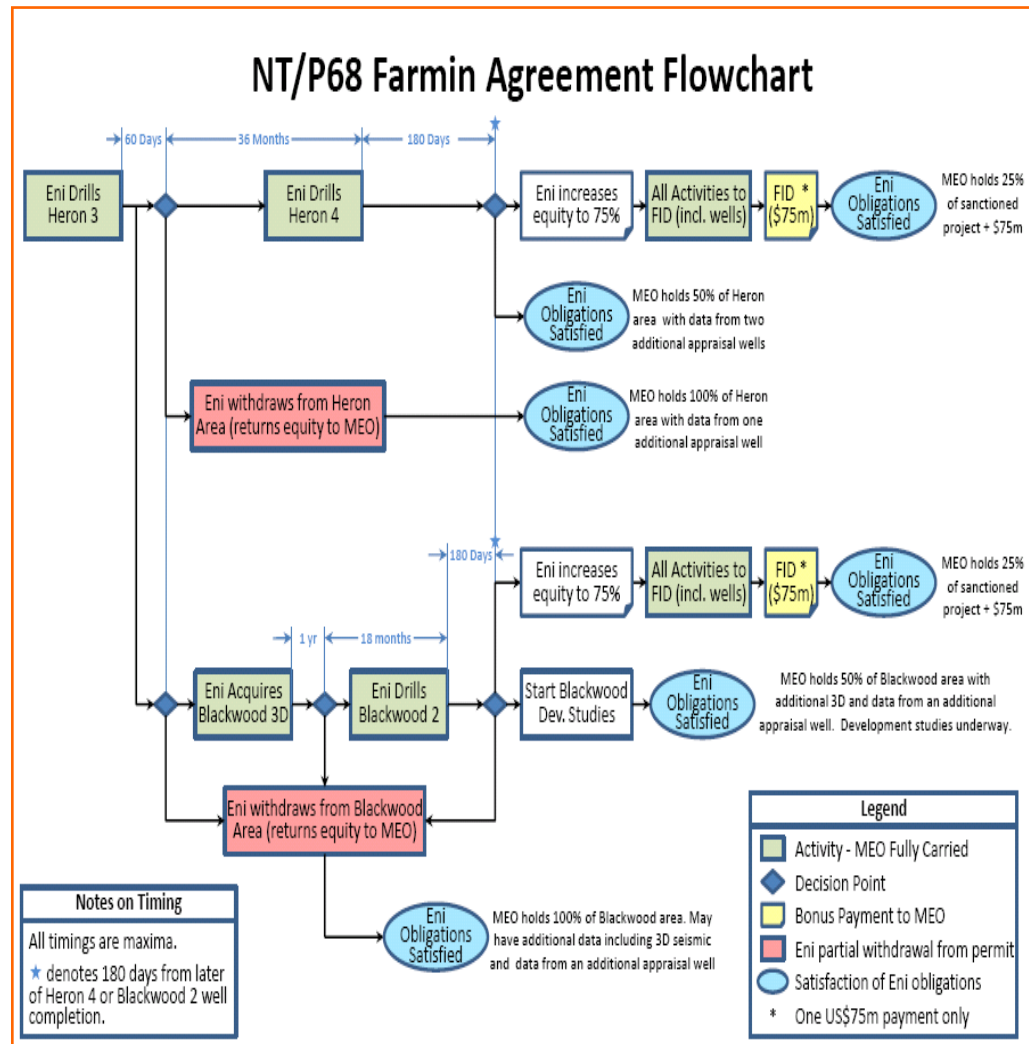 NT/P68 Farmin Agreement Flowchart
60 Days
36 Months
180 Days
Eni Drills
Heron 3
Eni Drills
Heron 4
Eni increases
equity to 75%
All Activities to
FID (incl. wells)
FID *
($75m)
Eni
Obligations
Satisfied
MEO holds 25%
of sanctioned
project + $75m
Eni
Obligations
Satisfied
MEO holds 50% of Heron
area with data from two
additional appraisal wells
Eni withdraws from Heron
Area (returns equity to MEO)
Eni
Obligations
Satisfied
MEO holds 100% of Heron
area with data from one
additional appraisal well
180 Days
Eni increases
equity to 75%
All Activities to
FID (incl. wells)
FID *
($75m)
Eni
Obligations
Satisfied
MEO holds 25%
of sanctioned
project + $75m
1 yr
18 months
Eni Acquires
Blackwood 3D
Eni Drills
Blackwood 2
Start Blackwood
Dev. Studies
Eni
Obligations
Satisfied
MEO holds 50% of Blackwood area with
additional 3D and data from an additional
appraisal well. Development studies underway.
Eni withdraws from Blackwood
Area (returns equity to MEO)
Eni
Obligations
Satisfied
MEO holds 100% of Blackwood area. May
have additional data including 3D seismic
and data from an additional appraisal well
Notes on Timing
All timings are maxima.
★ denotes 180 days from later
of Heron 4 or Blackwood 2 well
completion.
Legend
Activity - MEO Fully Carried
Decision Point
Bonus Payment to MEO
Eni partial withdrawal from permit
Satisfaction of Eni obligations
* One US$75m payment only